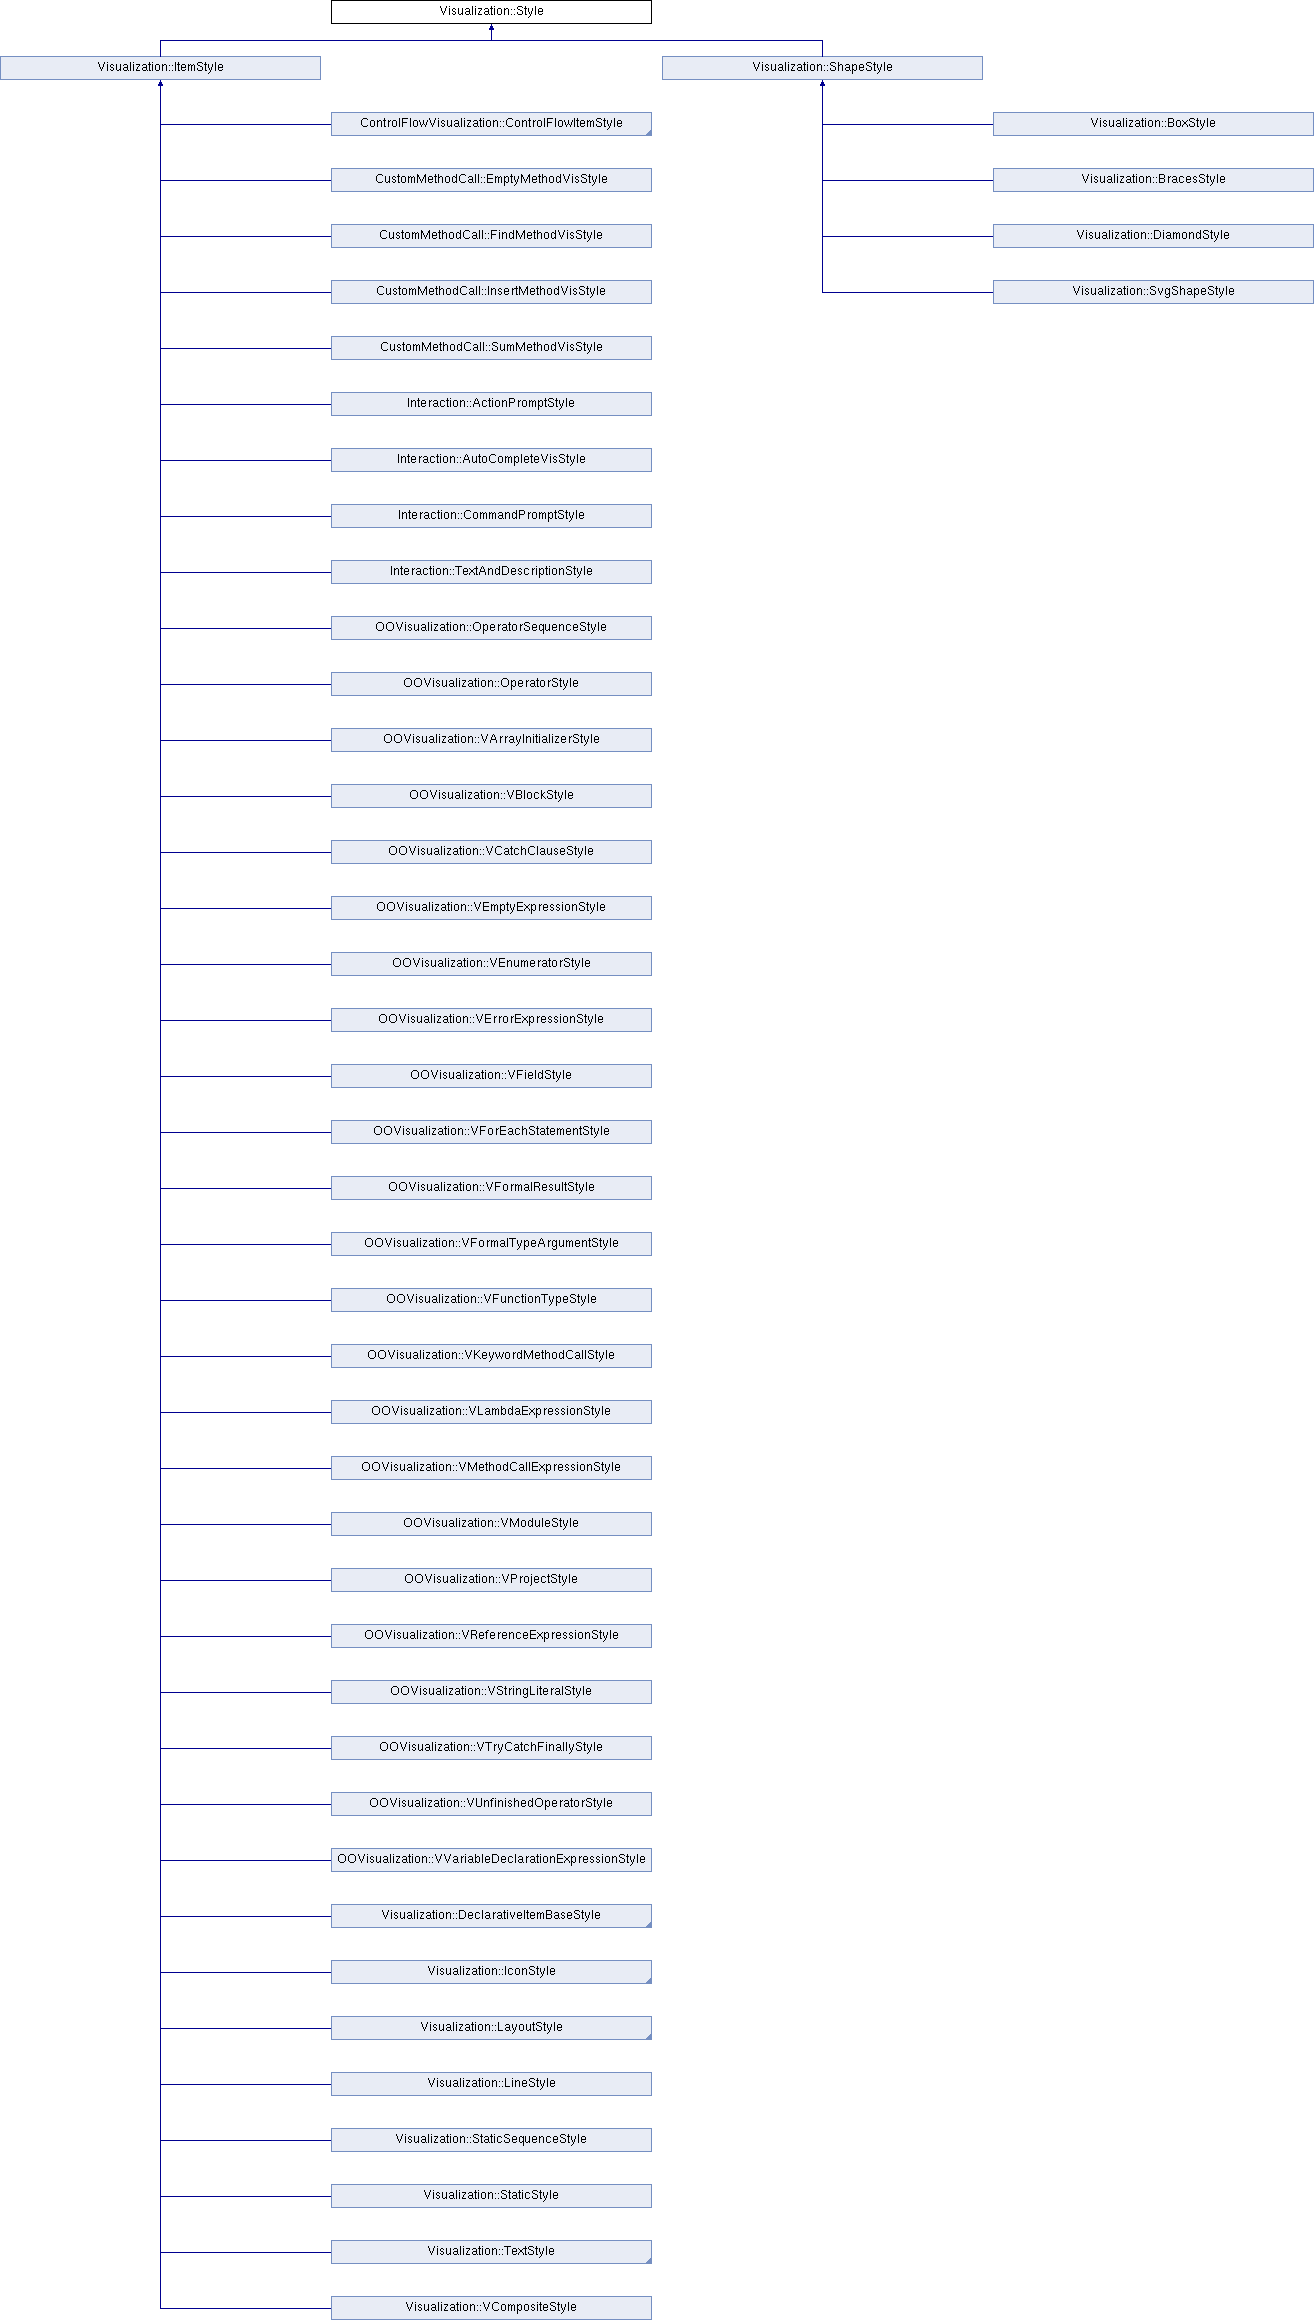 Visualization::Style
Visualization::ItemStyle
Visualization::ShapeStyle
ControlFlowVisualization::ControlFlowItemStyle
Visualization::BoxStyle
CustomMethodCall::EmptyMethodVisStyle
Visualization::BracesStyle
CustomMethodCall::FindMethodVisStyle
Visualization::DiamondStyle
CustomMethodCall::InsertMethodVisStyle
Visualization::SvgShapeStyle
CustomMethodCall::SumMethodVisStyle
Interaction::ActionPromptStyle
Interaction::AutoCompleteVisStyle
Interaction::CommandPromptStyle
Interaction::TextAndDescriptionStyle
OOVisualization::OperatorSequenceStyle
OOVisualization::OperatorStyle
OOVisualization::VArrayInitializerStyle
OOVisualization::VBlockStyle
OOVisualization::VCatchClauseStyle
OOVisualization::VEmptyExpressionStyle
OOVisualization::VEnumeratorStyle
OOVisualization::VErrorExpressionStyle
OOVisualization::VFieldStyle
OOVisualization::VForEachStatementStyle
OOVisualization::VFormalResultStyle
OOVisualization::VFormalTypeArgumentStyle
OOVisualization::VFunctionTypeStyle
OOVisualization::VKeywordMethodCallStyle
OOVisualization::VLambdaExpressionStyle
OOVisualization::VMethodCallExpressionStyle
OOVisualization::VModuleStyle
OOVisualization::VProjectStyle
OOVisualization::VReferenceExpressionStyle
OOVisualization::VStringLiteralStyle
OOVisualization::VTryCatchFinallyStyle
OOVisualization::VUnfinishedOperatorStyle
OOVisualization::VVariableDeclarationExpressionStyle
Visualization::DeclarativeItemBaseStyle
Visualization::IconStyle
Visualization::LayoutStyle
Visualization::LineStyle
Visualization::StaticSequenceStyle
Visualization::StaticStyle
Visualization::TextStyle
Visualization::VCompositeStyle